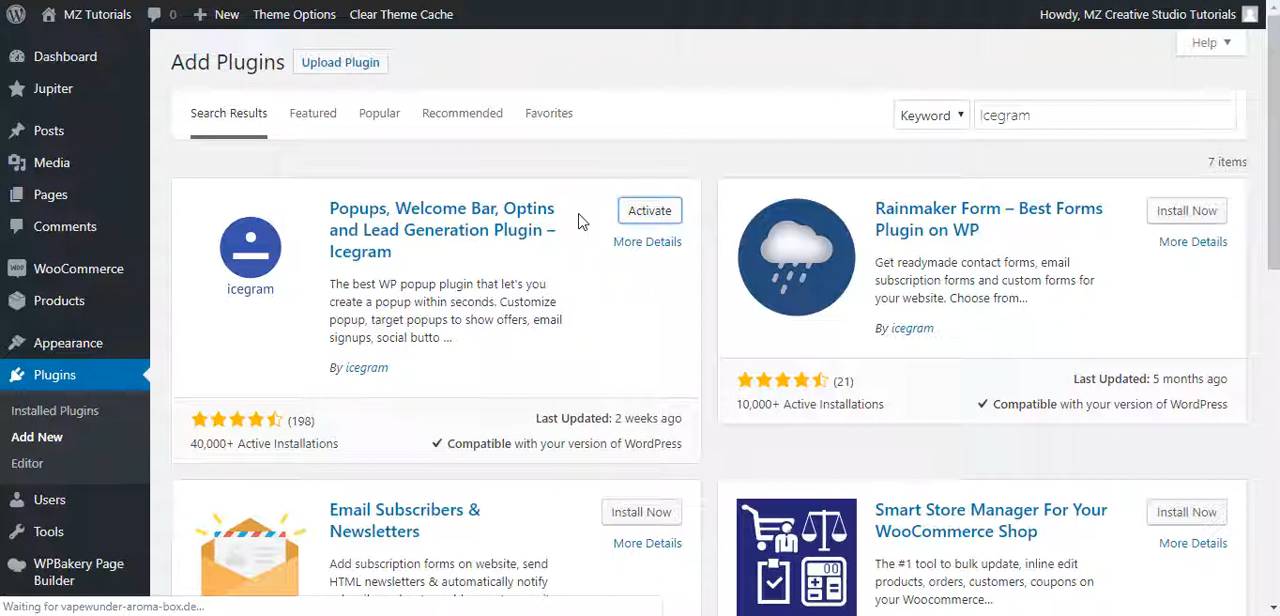 MZ Tutorials 0 New Theme Options Clear Theme Cache Howdy, MZ Creative Studio Tutorials
Help
Dashboard
Jupiter
Posts
Media
Pages
Comments
WooCommerce
Products
Appearance
Plugins
Installed Plugins
Add New
Editor
Users
Tools
WPBakery Page
Builder
Add Plugins Upload Plugin
Search Results Featured Popular Recommended Favorites Keyword Icegram
7 items
icegram
Popups, Welcome Bar, Optins
and Lead Generation Plugin –
Icegram
Activate
More Details
The best WP popup plugin that let's you
create a popup within seconds. Customize
popup, target popups to show offers, email
signups, social butto ...
By icegram
(198)
40,000+ Active Installations
Last Updated: 2 weeks ago
Compatible with your version of WordPress
Rainmaker Form – Best Forms
Plugin on WP
Install Now
More Details
Get readymade contact forms, email
subscription forms and custom forms for
your website. Choose from...
By icegram
(21)
10,000+ Active Installations
Last Updated: 5 months ago
Compatible with your version of WordPress
Email Subscribers &
Newsletters
Install Now
More Details
Add subscription forms on website, send
HTML newsletters & automatically notify
Smart Store Manager For Your
WooCommerce Shop
Install Now
More Details
The #1 tool to bulk update, inline edit
products, orders, customers, coupons on
your WooCommerce...
Waiting for vapewunder-aroma-box.de...